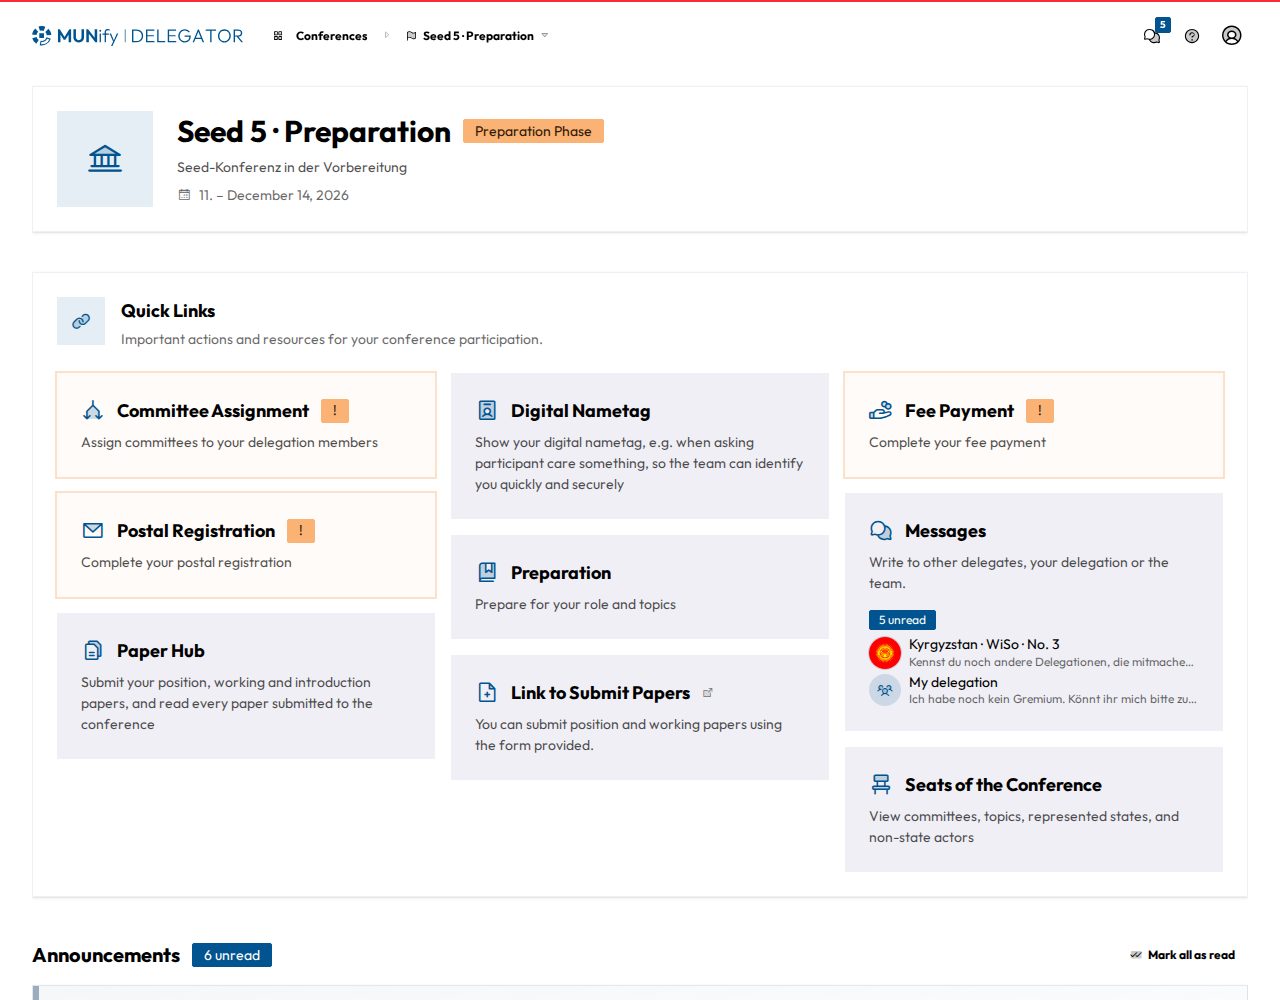 MUNify | DELEGATOR
Conferences
Seed 5 · Preparation
5
Seed 5 · Preparation
Preparation Phase
Seed-Konferenz in der Vorbereitung
11. – December 14, 2026
Quick Links
Important actions and resources for your conference participation.
Committee Assignment
!
Assign committees to your delegation members
Postal Registration
!
Complete your postal registration
Paper Hub
Submit your position, working and introduction
papers, and read every paper submitted to the
conference
Digital Nametag
Show your digital nametag, e.g. when asking
participant care something, so the team can identify
you quickly and securely
Preparation
Prepare for your role and topics
Link to Submit Papers
You can submit position and working papers using
the form provided.
Fee Payment
!
Complete your fee payment
Messages
Write to other delegates, your delegation or the
team.
5 unread
Kyrgyzstan · WiSo · No. 3
Kennst du noch andere Delegationen, die mitmache...
My delegation
Ich habe noch kein Gremium. Könnt ihr mich bitte zu...
Seats of the Conference
View committees, topics, represented states, and
non-state actors
Announcements
6 unread
Mark all as read